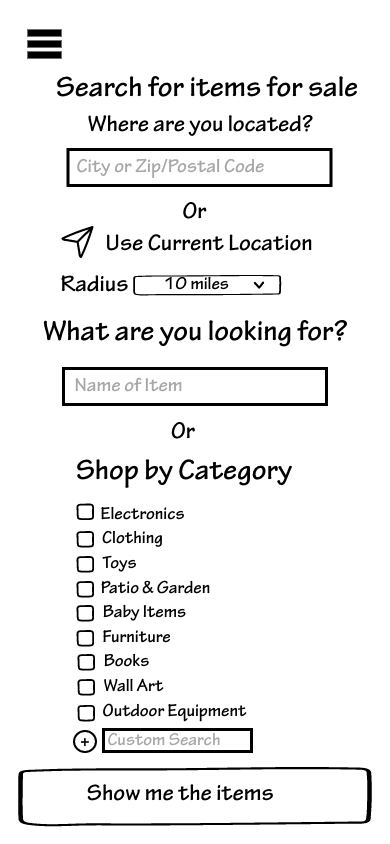 Search for items for sale
Where are you located?
City or Zip/Postal Code
Or
Use Current Location
Radius 10 miles
What are you looking for?
Name of Item
Or
Shop by Category
Electronics
Clothing
Toys
Patio & Garden
Baby Items
Furniture
Books
Wall Art
Outdoor Equipment
+ Custom Search
Show me the items